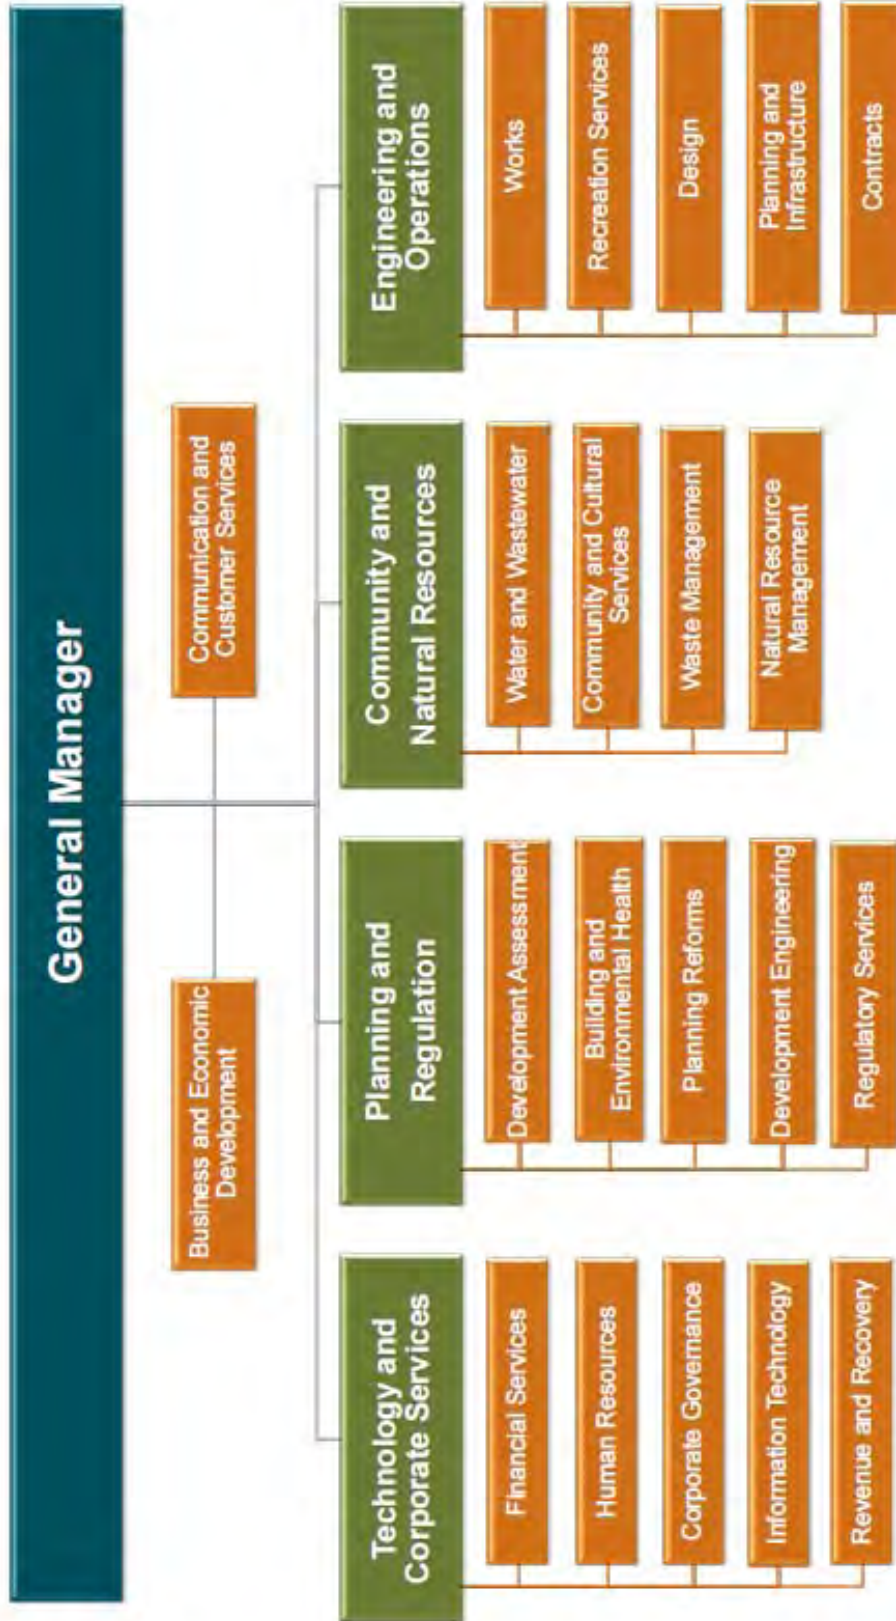 General Manager
Business and Economic
Development
Communication and
Customer Services
Technology and
Corporate Services
Financial Services
Human Resources
Corporate Governance
Information Technology
Revenue and Recovery
Planning and
Regulation
Development Assessment
Building and
Environmental Health
Planning Reforms
Development Engineering
Regulatory Services
Community and
Natural Resources
Water and Wastewater
Community and Cultural
Services
Waste Management
Natural Resource
Management
Engineering and
Operations
Works
Recreation Services
Design
Planning and
Infrastructure
Contracts